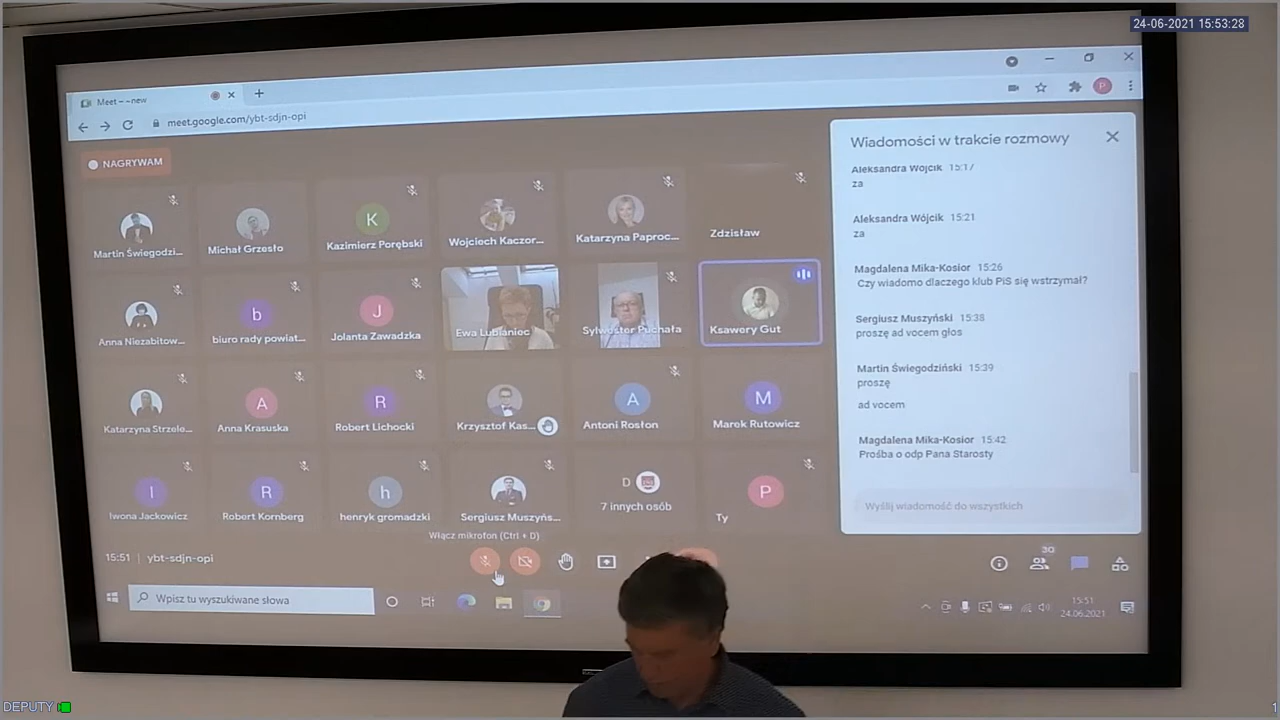 24-06-2021 15:53:28
Meet – ~new
meet.google.com/ybt-sdjn-opi
NAGRYWAM
Martin Świegodzi...
Michał Grzesło
K
Kazimierz Porębski
Wojciech Kaczor...
Katarzyna Paproc...
Zdzisław
Anna Niezabitow...
b
biuro rady powiat...
J
Jolanta Zawadzka
Ewa Lubianiec
Sylwester Puchała
Ksawery Gut
Katarzyna Strzele...
A
Anna Krasuska
R
Robert Lichocki
Krzysztof Kas...
A
Antoni Rosłon
M
Marek Rutowicz
I
Iwona Jackowicz
R
Robert Kornberg
h
henryk gromadzki
Sergiusz Muszyńs...
D
7 innych osób
P
Ty
Włącz mikrofon (Ctrl + D)
15:51 | ybt-sdjn-opi
30
Wiadomości w trakcie rozmowy
Aleksandra Wójcik 15:17
za
Aleksandra Wójcik 15:21
za
Magdalena Mika-Kosior 15:26
Czy wiadomo dlaczego klub PiS się wstrzymał?
Sergiusz Muszyński 15:38
proszę ad vocem głos
Martin Świegodziński 15:39
proszę
ad vocem
Magdalena Mika-Kosior 15:42
Prośba o odp Pana Starosty
Wyślij wiadomość do wszystkich
Wpisz tu wyszukiwane słowa
15:51
24.06.2021
DEPUTY
1